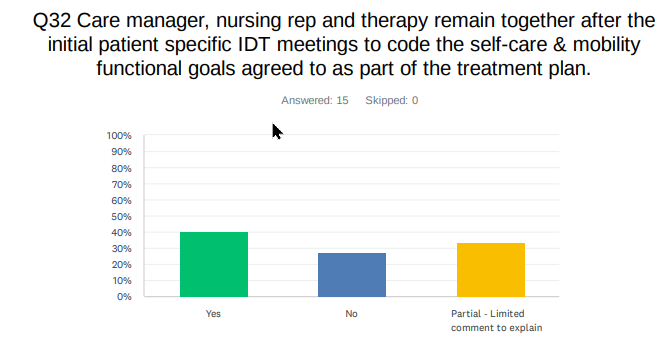 Q32 Care manager, nursing rep and therapy remain together after the
initial patient specific IDT meetings to code the self-care & mobility
functional goals agreed to as part of the treatment plan.
Answered: 15 Skipped: 0
100%
90%
80%
70%
60%
50%
40%
30%
20%
10%
0%
Yes
No
Partial - Limited
comment to explain